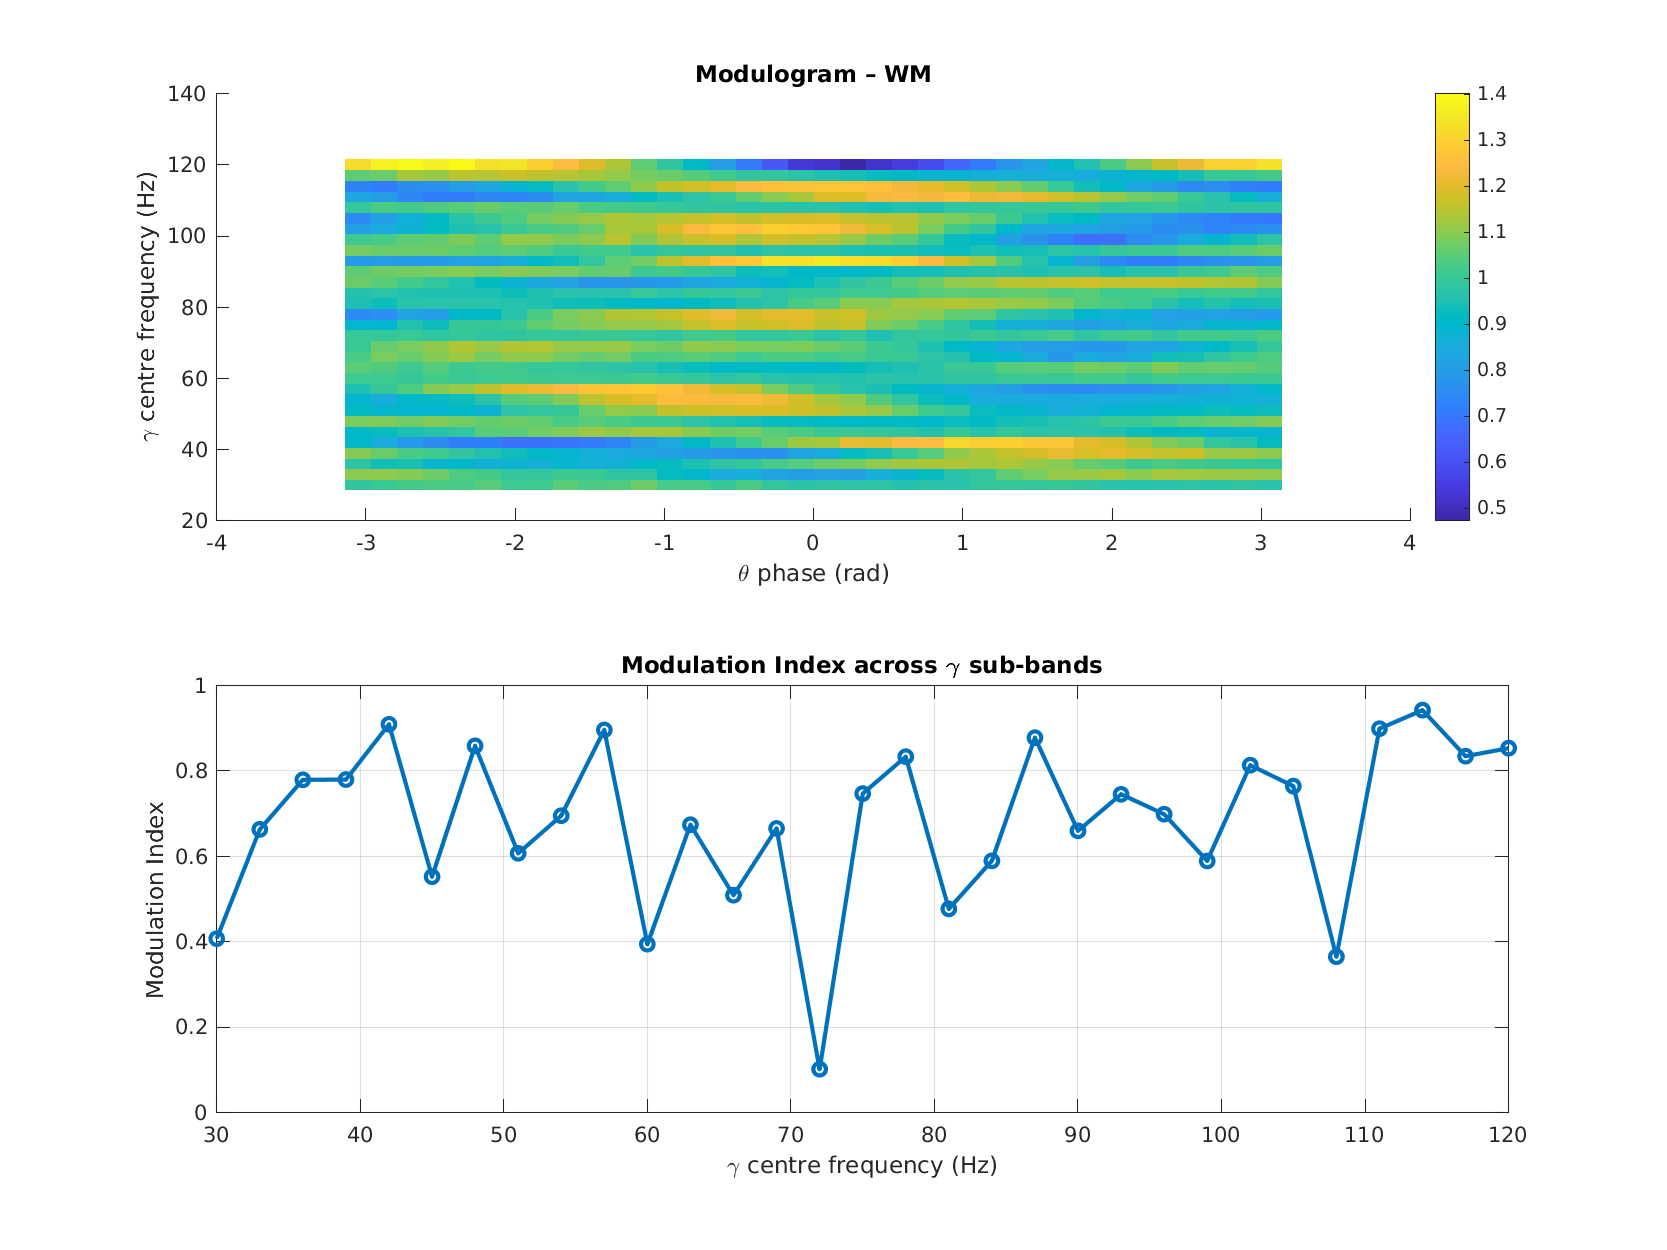 Modulogram – WM
γ centre frequency (Hz)
140
120
100
80
60
40
20
-4 -3 -2 -1 0 1 2 3 4
θ phase (rad)
1.4
1.3
1.2
1.1
1
0.9
0.8
0.7
0.6
0.5
Modulation Index across γ sub-bands
Modulation Index
1
0.8
0.6
0.4
0.2
0
30 40 50 60 70 80 90 100 110 120
γ centre frequency (Hz)